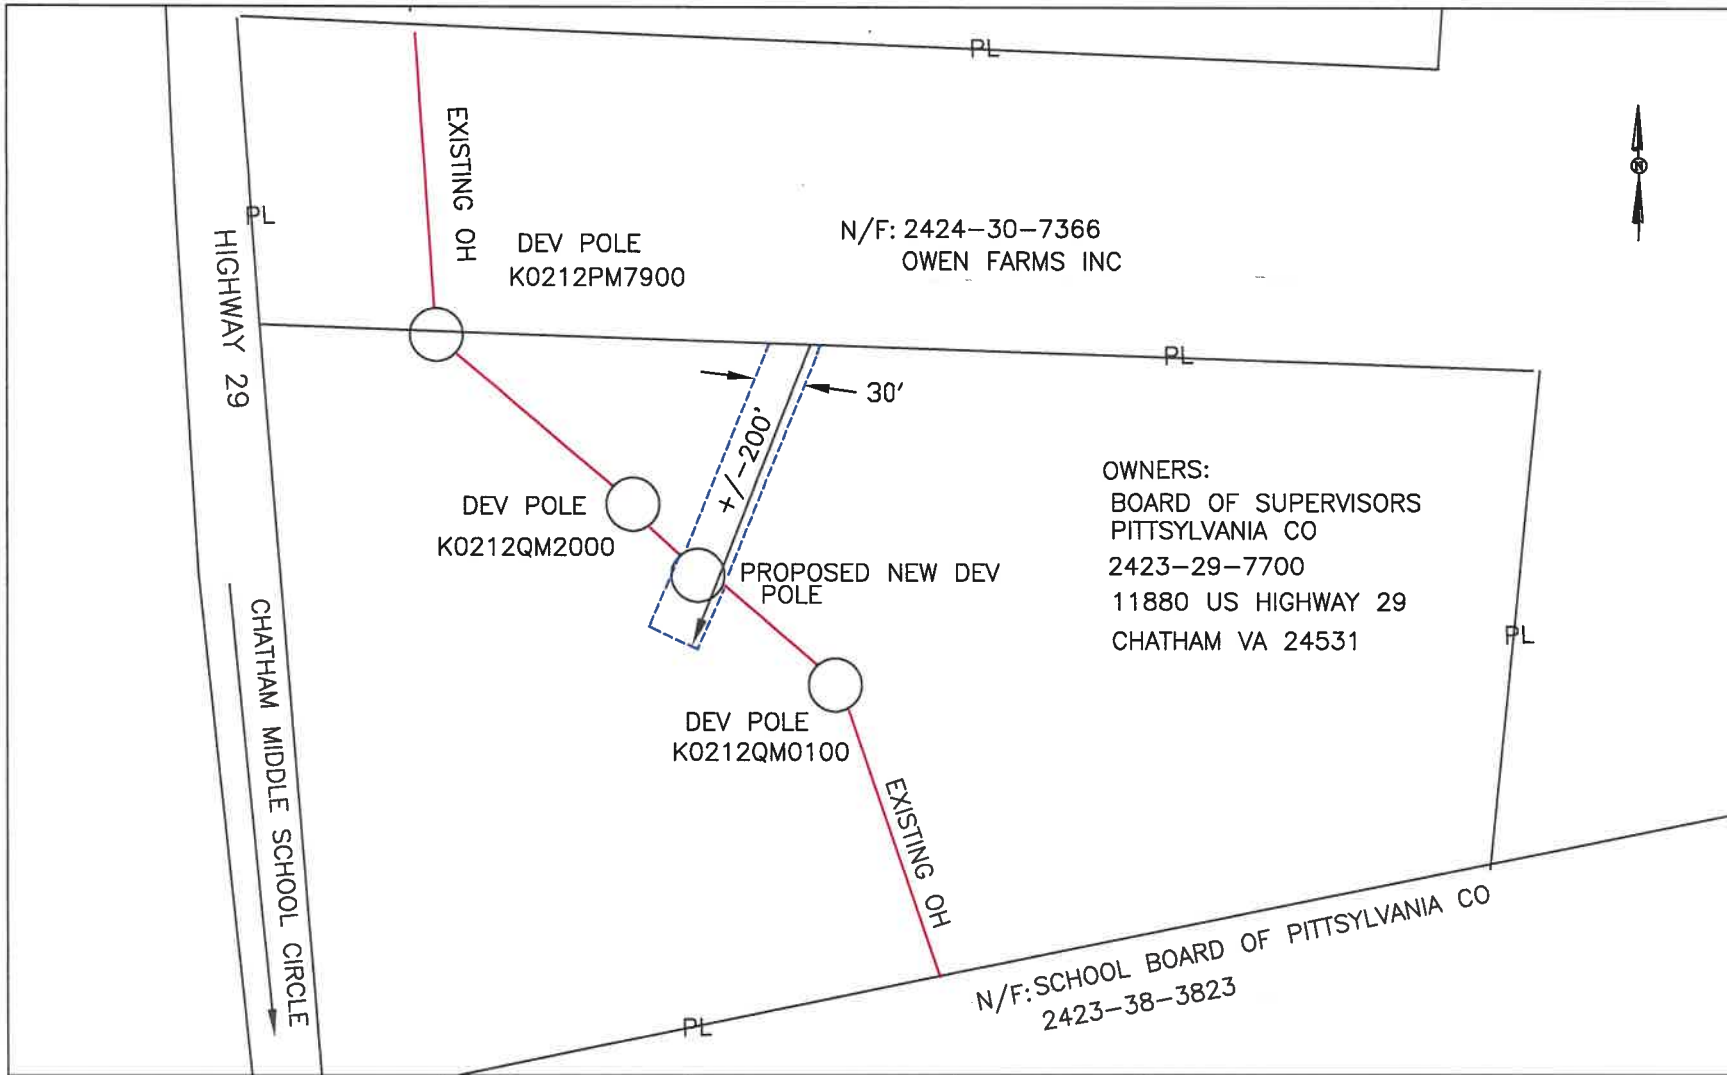 PL
EXISTING OH
PL
HIGHWAY 29
DEV POLE
K0212PM7900
N/F: 2424-30-7366
OWEN FARMS INC
N
PL
30'
+/-200'
DEV POLE
K0212QM2000
PROPOSED NEW DEV
POLE
OWNERS:
BOARD OF SUPERVISORS
PITTSYLVANIA CO
2423-29-7700
11880 US HIGHWAY 29
CHATHAM VA 24531
PL
CHATHAM MIDDLE SCHOOL CIRCLE
DEV POLE
K0212QM0100
EXISTING OH
N/F: SCHOOL BOARD OF PITTSYLVANIA CO
2423-38-3823
PL